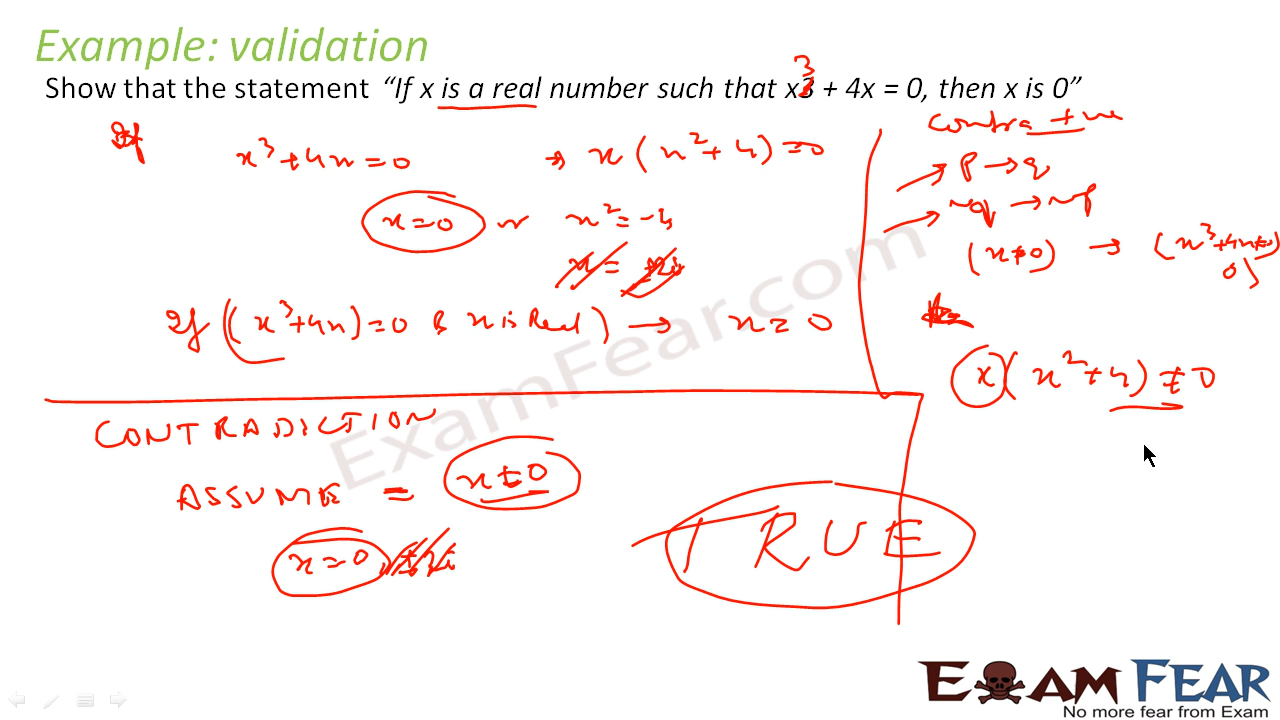 Example: validation
Show that the statement “If x is a real number such that x3 + 4x = 0, then x is 0”
3
If
x³ + 4x = 0 → x (x² + 4) = 0
x = 0 or x² = -4
x =
If ((x³ + 4x) = 0 & x is Real) → x = 0
contra +ve
→ p → q
→ ~q → ~p
(x ≠ 0) → (x³ + 4x ≠ 0)
0)
x (x² + 4) ≠ 0
CONTRADICTION
ASSUME = x ≠ 0
x = 0
TRUE
ExamFear.com
EXAM FEAR
No more fear from Exam